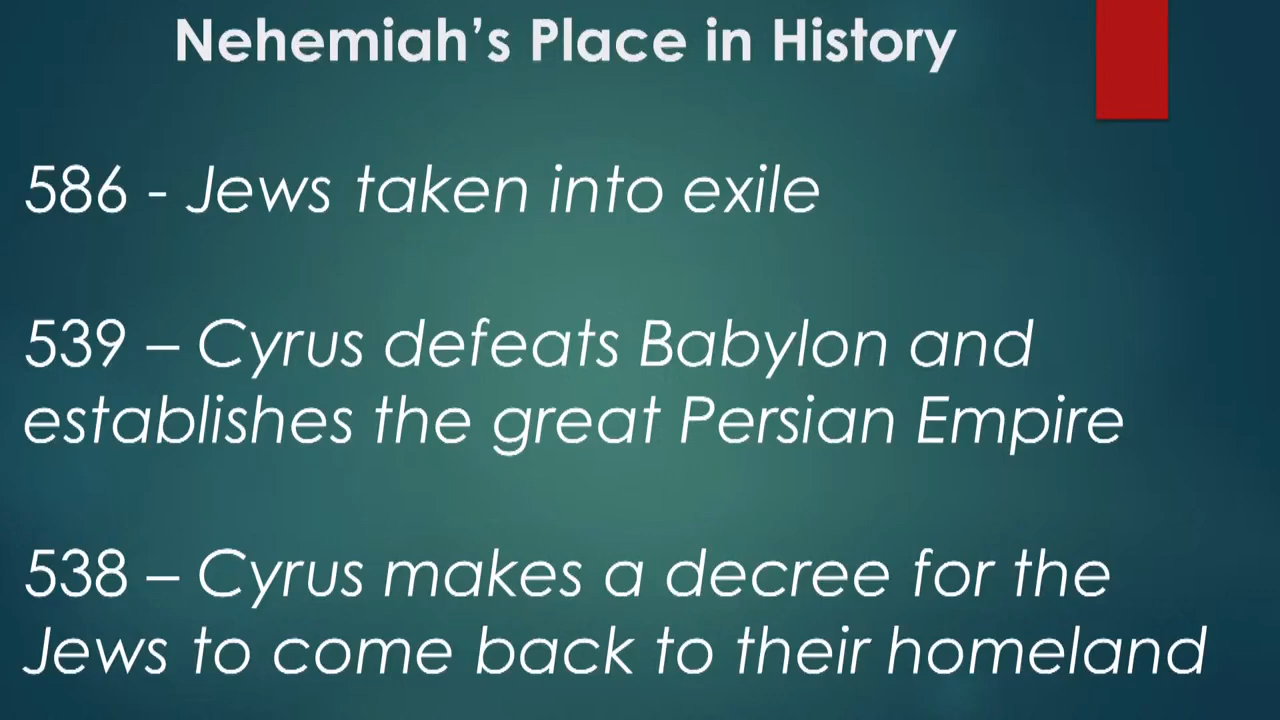 Nehemiah’s Place in History
586 - Jews taken into exile
539 – Cyrus defeats Babylon and
establishes the great Persian Empire
538 – Cyrus makes a decree for the
Jews to come back to their homeland